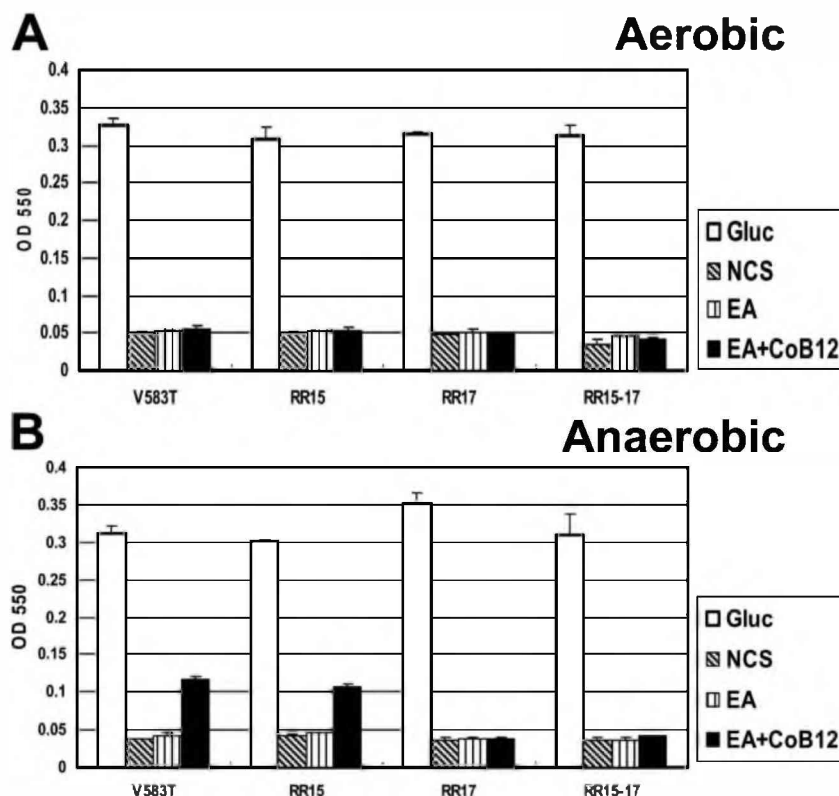 A
Aerobic
0.4
0.35
0.3
0.25
0.2
0.15
0.1
0.05
0
OD 550
V583T
RR15
RR17
RR15-17
Gluc
NCS
EA
EA+CoB12
B
Anaerobic
0.4
0.35
0.3
0.25
0.2
0.15
0.1
0.05
0
OD 550
V583T
RR15
RR17
RR15-17
Gluc
NCS
EA
EA+CoB12